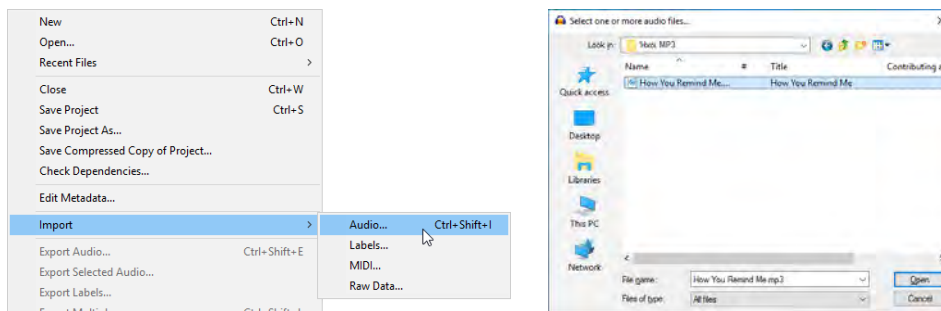 New Ctrl+N
Open... Ctrl+O
Recent Files >
Close Ctrl+W
Save Project Ctrl+S
Save Project As...
Save Compressed Copy of Project...
Check Dependencies...
Edit Metadata...
Import >
Audio... Ctrl+Shift+I
Labels...
MIDI...
Raw Data...
Export Audio... Ctrl+Shift+E
Export Selected Audio...
Export Labels...
Select one or more audio files...
Look in: MP3
Name # Title Contributing a
How You Remind Me.... How You Remind Me
Quick access
Desktop
Libraries
This PC
Network
File name: How You Remind Me.mp3 Open
Files of type: All files Cancel